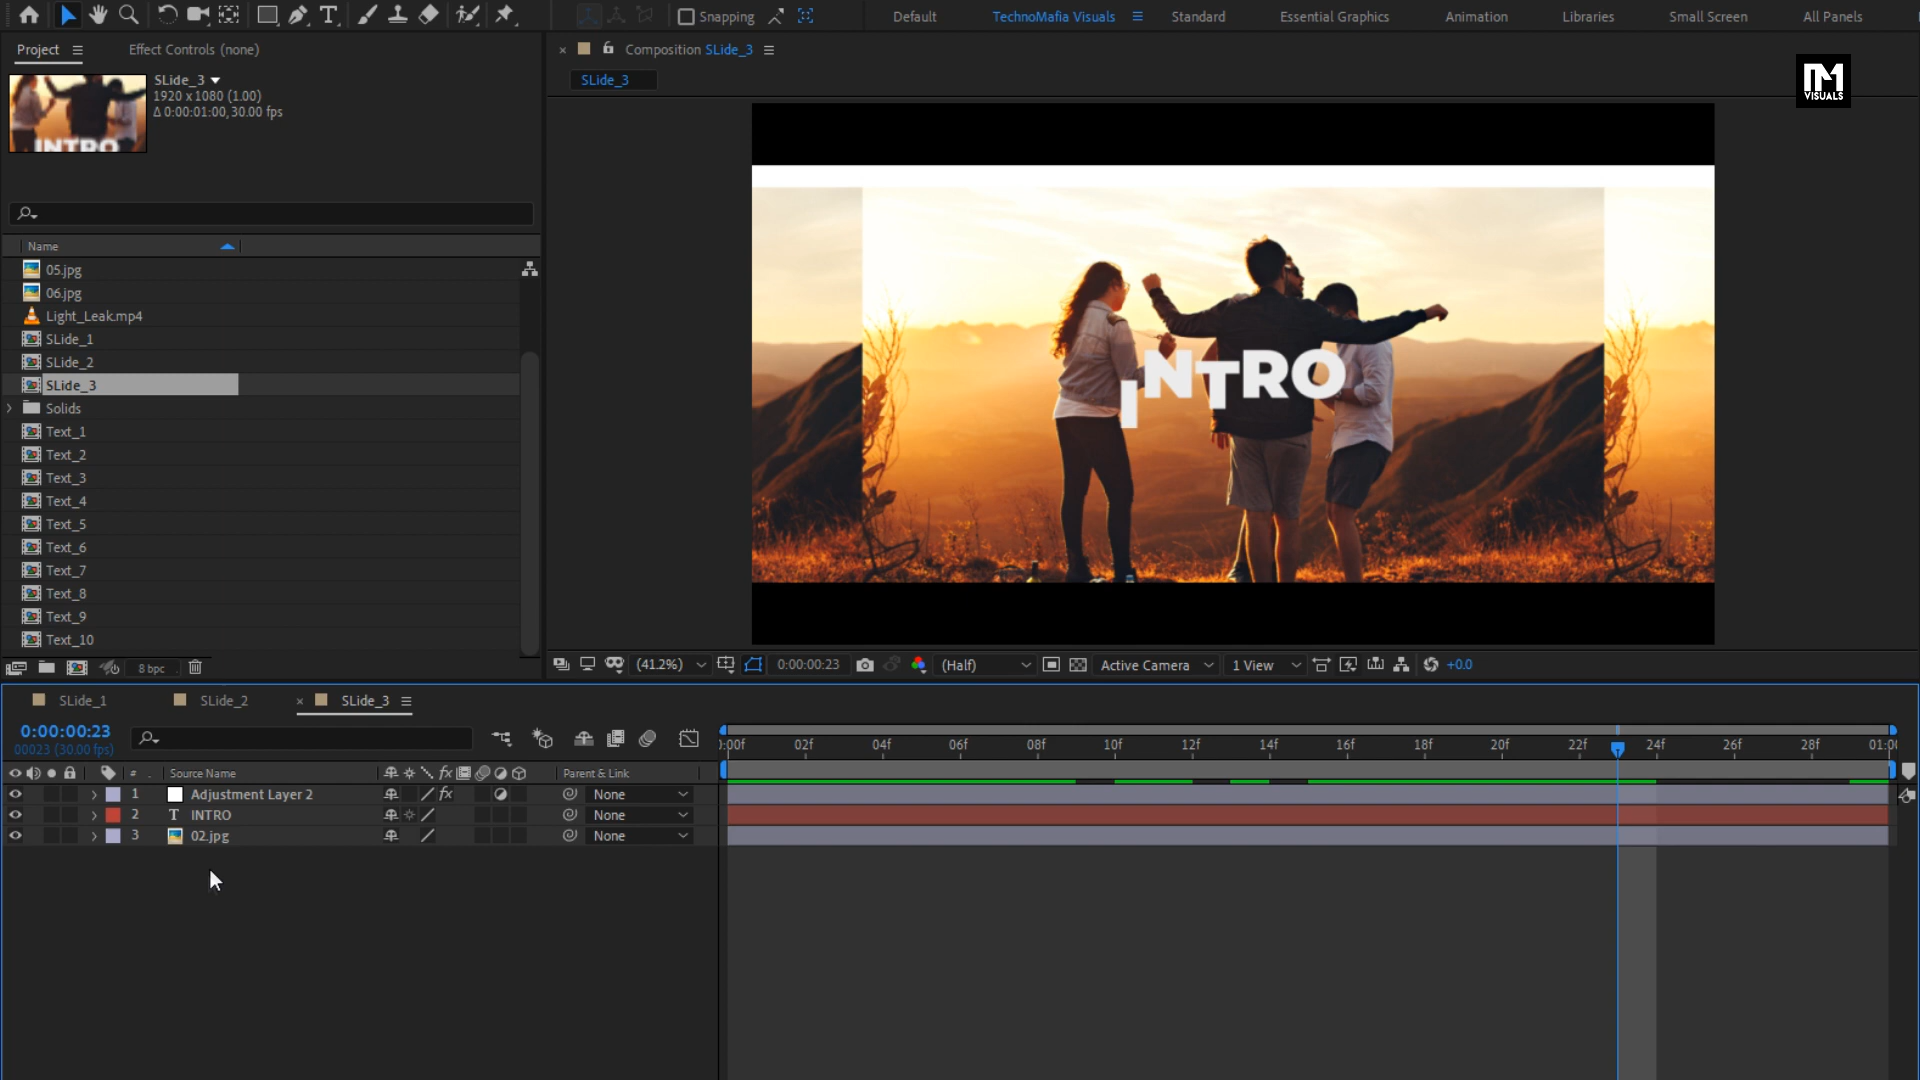 Snapping
Default
TechnoMafia Visuals
Standard
Essential Graphics
Animation
Libraries
Small Screen
All Panels
Project
Effect Controls (none)
Composition SLide_3
SLide_3
1920 x 1080 (1.00)
Δ 0:00:01:00, 30.00 fps
INTRO
SLide_3
VISUALS
Name
05.jpg
06.jpg
Light_Leak.mp4
SLide_1
SLide_2
SLide_3
Solids
Text_1
Text_2
Text_3
Text_4
Text_5
Text_6
Text_7
Text_8
Text_9
Text_10
INTRO
8 bpc
(41.2%)
0:00:00:23
(Half)
Active Camera
1 View
+0.0
SLide_1
SLide_2
SLide_3
0:00:00:23
00023 (30.00 fps)
:00f 02f 04f 06f 08f 10f 12f 14f 16f 18f 20f 22f 24f 26f 28f 01:0
# . Source Name fx Parent & Link
1 Adjustment Layer 2 fx None
2 T INTRO None
3 02.jpg None